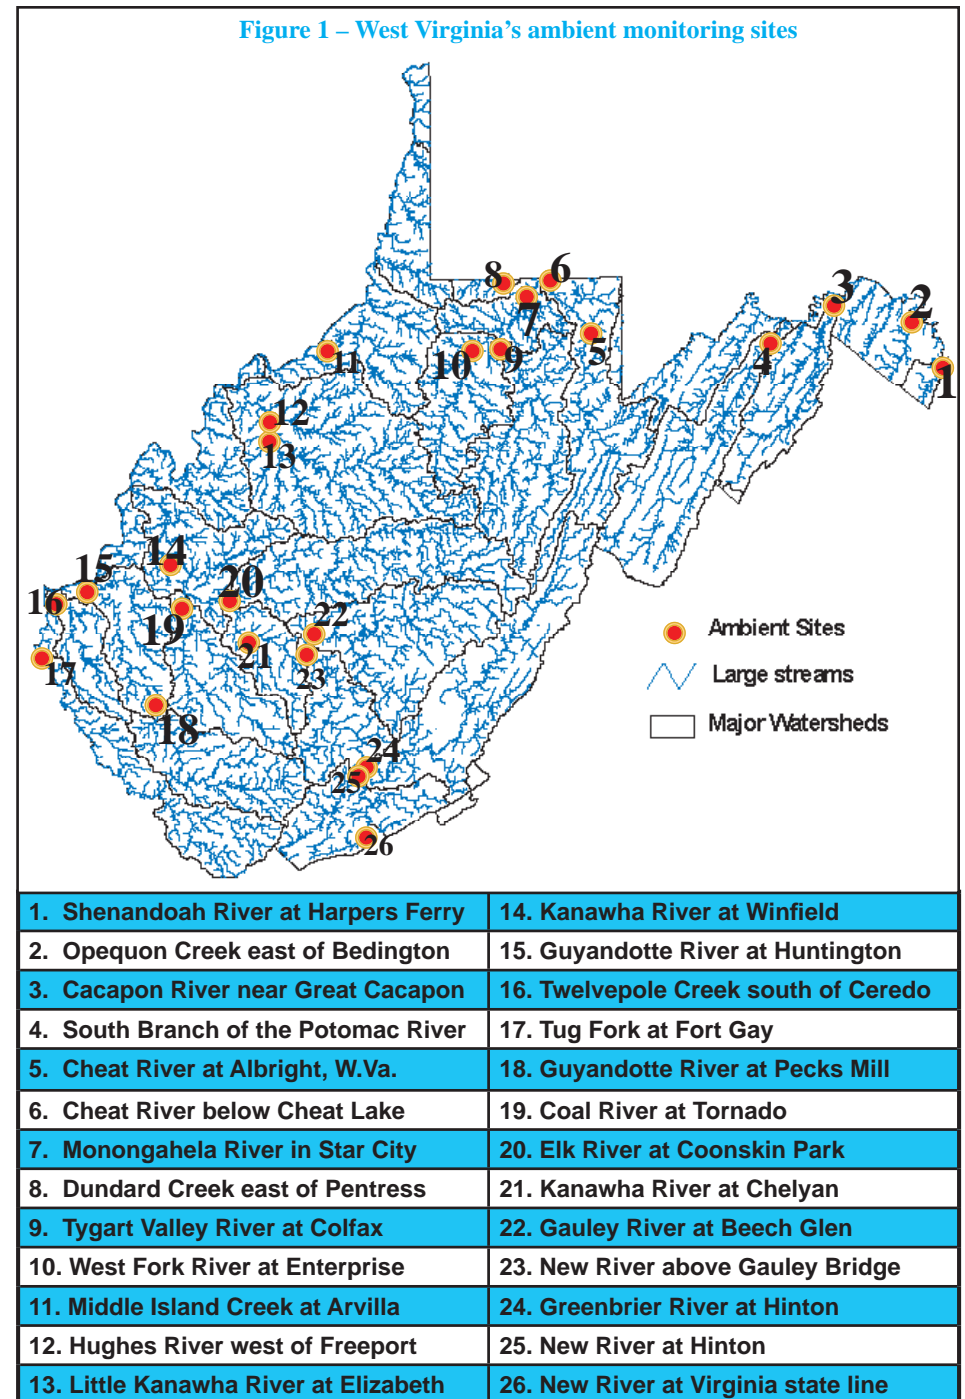 Figure 1 – West Virginia's ambient monitoring sites
8
6
7
3
2
1
5
4
10
9
11
12
13
14
15
16
20
19
22
21
23
17
18
24
25
26
Ambient Sites
Large streams
Major Watersheds
1. Shenandoah River at Harpers Ferry
2. Opequon Creek east of Bedington
3. Cacapon River near Great Cacapon
4. South Branch of the Potomac River
5. Cheat River at Albright, W.Va.
6. Cheat River below Cheat Lake
7. Monongahela River in Star City
8. Dundard Creek east of Pentress
9. Tygart Valley River at Colfax
10. West Fork River at Enterprise
11. Middle Island Creek at Arvilla
12. Hughes River west of Freeport
13. Little Kanawha River at Elizabeth
14. Kanawha River at Winfield
15. Guyandotte River at Huntington
16. Twelvepole Creek south of Ceredo
17. Tug Fork at Fort Gay
18. Guyandotte River at Pecks Mill
19. Coal River at Tornado
20. Elk River at Coonskin Park
21. Kanawha River at Chelyan
22. Gauley River at Beech Glen
23. New River above Gauley Bridge
24. Greenbrier River at Hinton
25. New River at Hinton
26. New River at Virginia state line